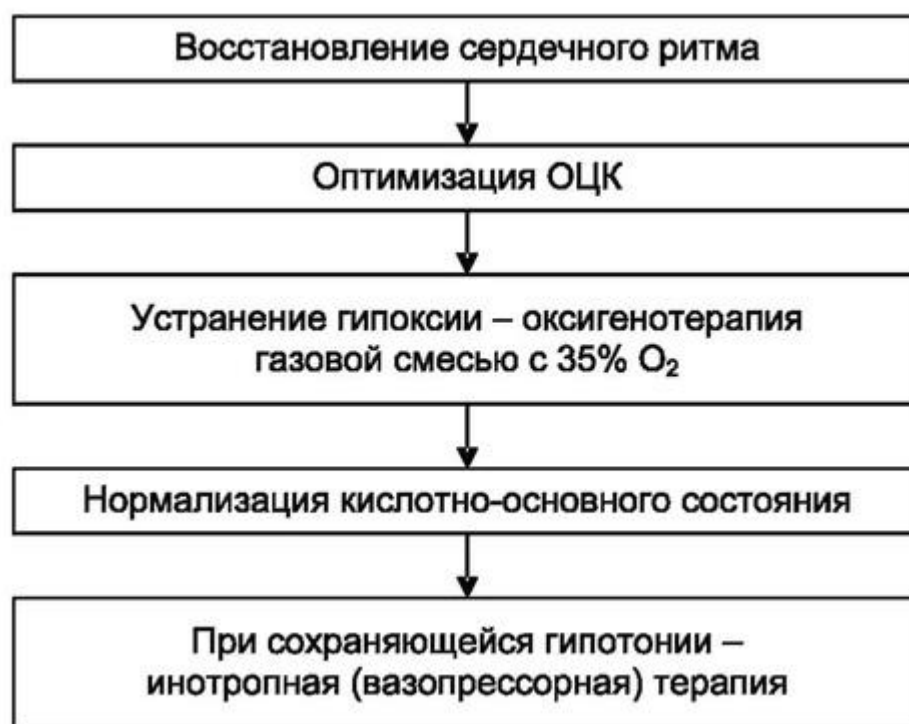 Восстановление сердечного ритма
Оптимизация ОЦК
Устранение гипоксии – оксигенотерапия
газовой смесью с 35% O₂
Нормализация кислотно-основного состояния
При сохраняющейся гипотонии –
инотропная (вазопрессорная) терапия